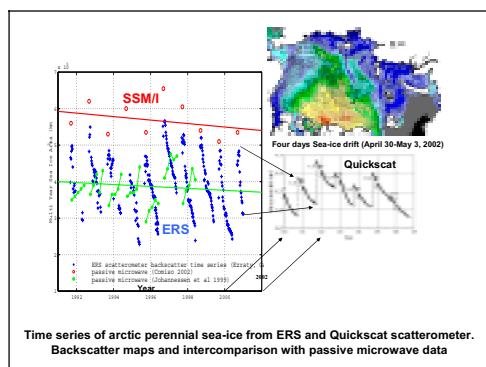 SSM/I
ERS
ERS scatterometer backscatter time series (Ezraty, C
passive microwave (Comiso 2002)
passive microwave (Johannessen et al 1999)
1992 1994 1996 1998 2000
2002
Year
Four days Sea-ice drift (April 30-May 3, 2002)
Quickscat
Time series of arctic perennial sea-ice from ERS and Quickscat scatterometer.
Backscatter maps and intercomparison with passive microwave data